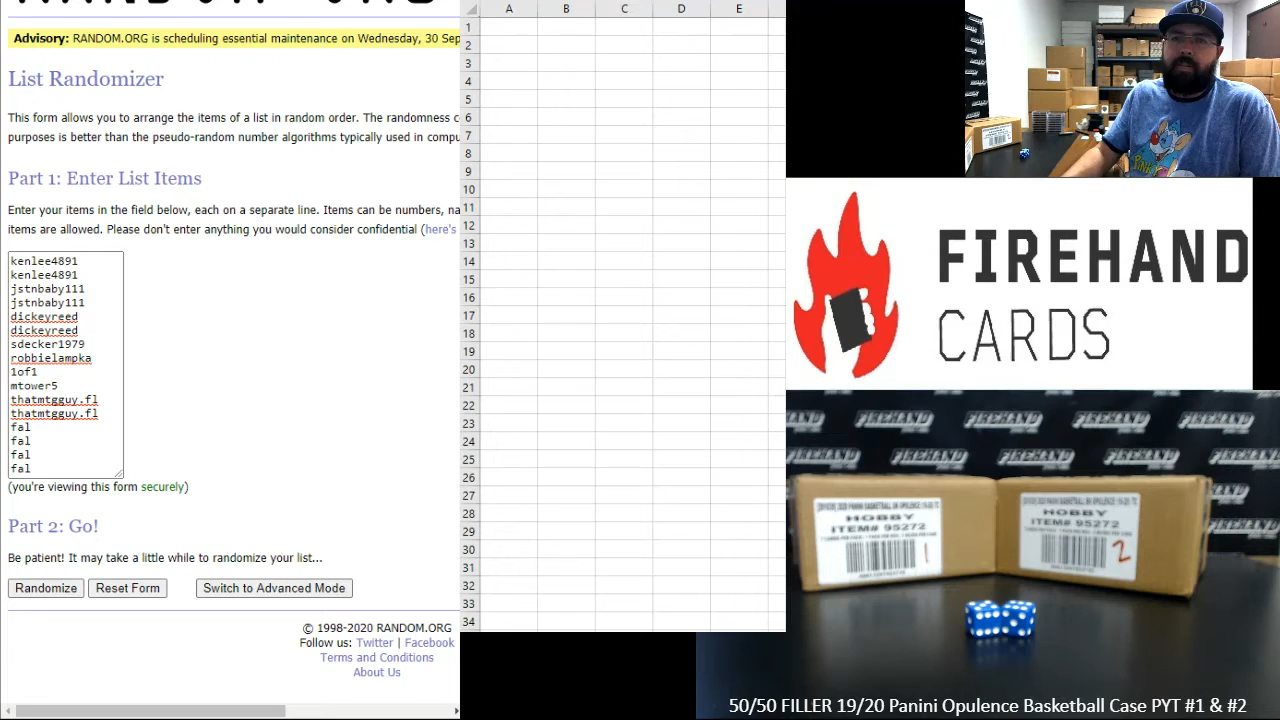 Advisory: RANDOM.ORG is scheduling essential maintenance on Wednesday, 30 Sep
List Randomizer
This form allows you to arrange the items of a list in random order. The randomness c
purposes is better than the pseudo-random number algorithms typically used in compu
Part 1: Enter List Items
Enter your items in the field below, each on a separate line. Items can be numbers, na
items are allowed. Please don't enter anything you would consider confidential (here's
kenlee4891
kenlee4891
jstnbaby111
jstnbaby111
dickeyreed
dickeyreed
sdecker1979
robbielampka
1of1
mtower5
thatmtgguy.fl
thatmtgguy.fl
fal
fal
fal
fal
(you're viewing this form securely)
Part 2: Go!
Be patient! It may take a little while to randomize your list...
Randomize Reset Form Switch to Advanced Mode
© 1998-2020 RANDOM.ORG
Follow us: Twitter | Facebook
Terms and Conditions
About Us
A B C D E
1
2
3
4
5
6
7
8
9
10
11
12
13
14
15
16
17
18
19
20
21
22
23
24
25
26
27
28
29
30
31
32
33
34
FIREHAND
CARDS
FIREHAND FIREHAND FIREHAND
HOBBY
ITEM# 95272
1
HOBBY
ITEM# 95272
2
50/50 FILLER 19/20 Panini Opulence Basketball Case PYT #1 & #2